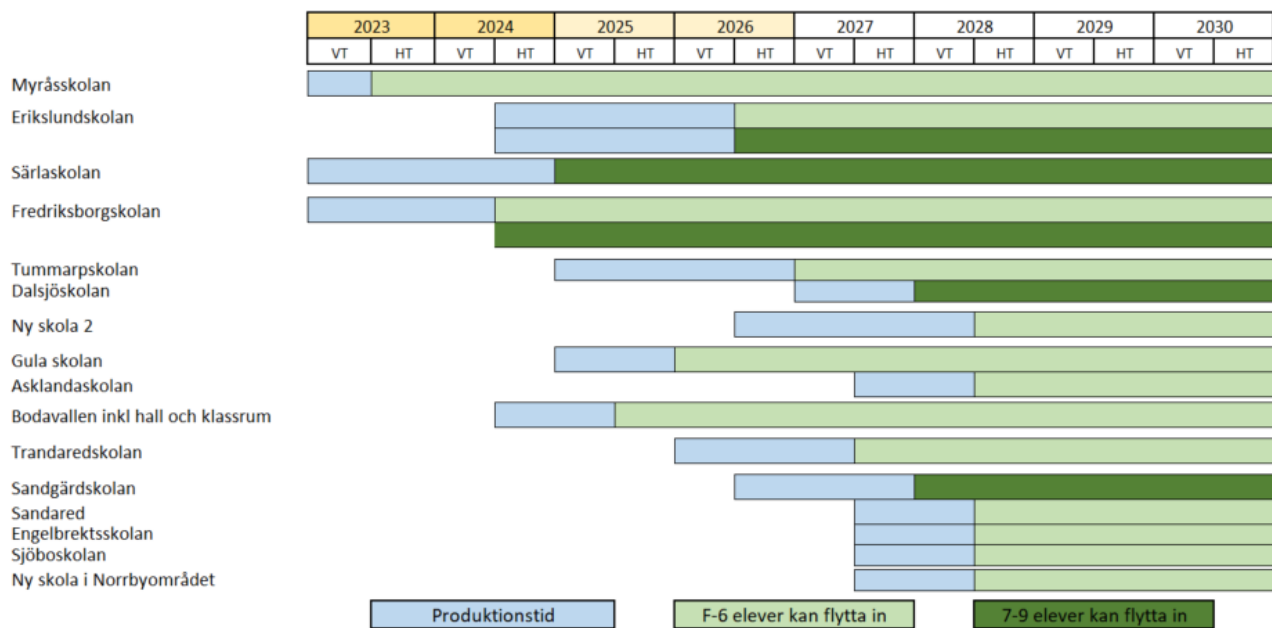 2023 2024 2025 2026 2027 2028 2029 2030
VT HT VT HT VT HT VT HT VT HT VT HT VT HT VT HT
Myråsskolan
Erikslundskolan
Särlaskolan
Fredriksborgskolan
Tummarpskolan
Dalsjöskolan
Ny skola 2
Gula skolan
Asklandaskolan
Bodavallen inkl hall och klassrum
Trandaredskolan
Sandgärdskolan
Sandared
Engelbrektsskolan
Sjöboskolan
Ny skola i Norrbyområdet
Produktionstid F-6 elever kan flytta in 7-9 elever kan flytta in